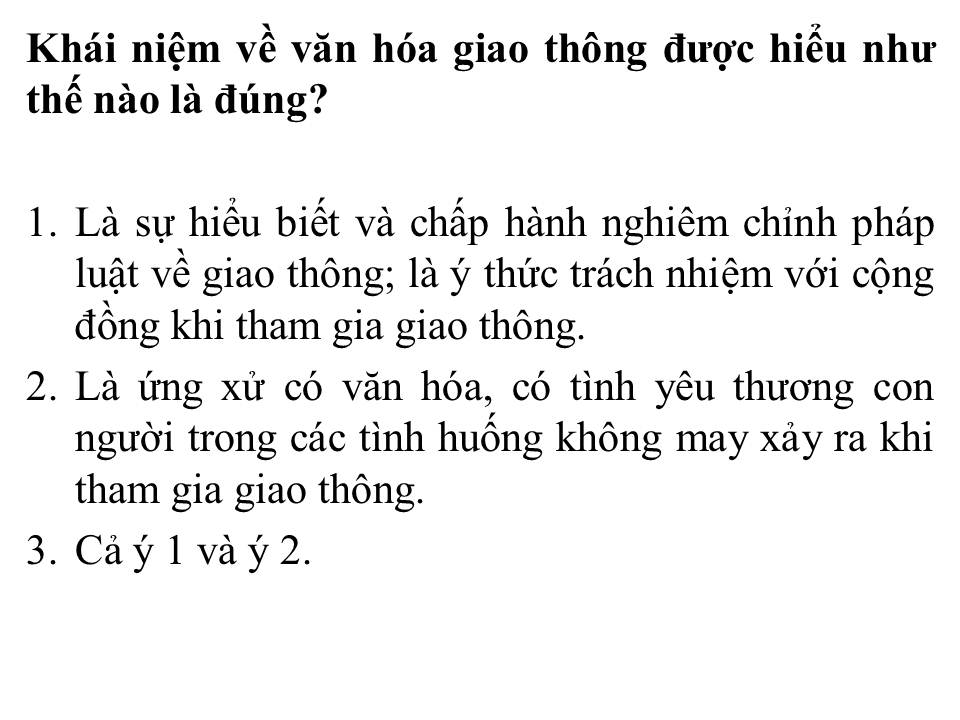 Khái niệm về văn hóa giao thông được hiểu như
thế nào là đúng?
1. Là sự hiểu biết và chấp hành nghiêm chỉnh pháp
luật về giao thông; là ý thức trách nhiệm với cộng
đồng khi tham gia giao thông.
2. Là ứng xử có văn hóa, có tình yêu thương con
người trong các tình huống không may xảy ra khi
tham gia giao thông.
3. Cả ý 1 và ý 2.